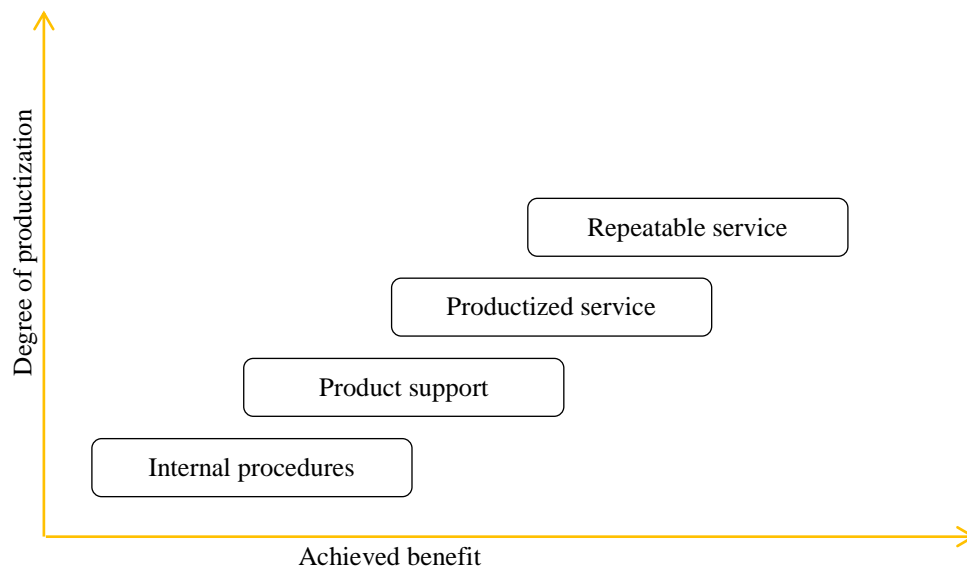 Degree of productization
Repeatable service
Productized service
Product support
Internal procedures
Achieved benefit